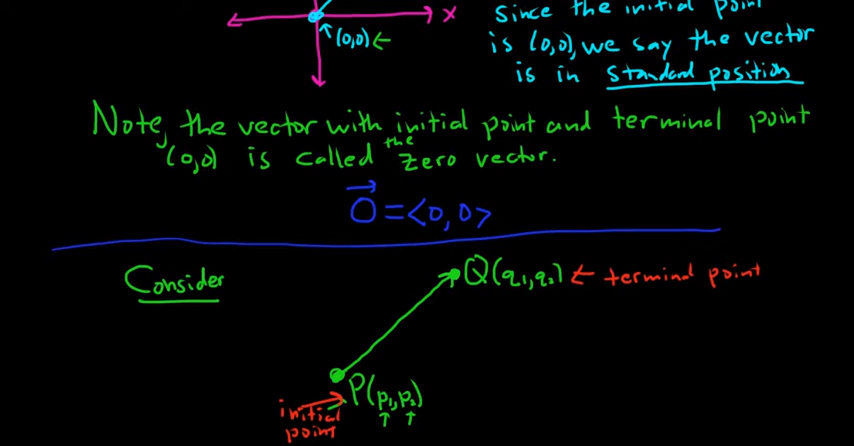 since the initial point
X
(0,0)
is (0,0), we say the vector
is in standard position
Note, the vector with initial point and terminal point
(0,0) is called the zero vector.
0 = <0,0>
Consider
Q(q1,q2) ← terminal point
P(p1,p2)
initial
point